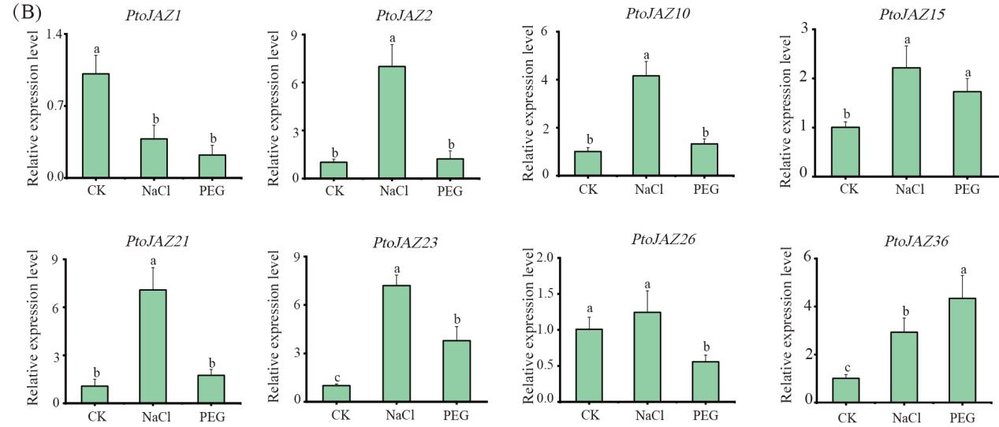 (B)
PtoJAZ1
Relative expression level
1.4
0.7
0.0
a
b
b
CK NaCl PEG
PtoJAZ2
Relative expression level
9
6
3
0
b
a
b
CK NaCl PEG
PtoJAZ10
Relative expression level
6
4
2
0
b
a
b
CK NaCl PEG
PtoJAZ15
Relative expression level
3
2
1
0
b
a
a
CK NaCl PEG
PtoJAZ21
Relative expression level
9
6
3
0
b
a
b
CK NaCl PEG
PtoJAZ23
Relative expression level
9
6
3
0
c
a
b
CK NaCl PEG
PtoJAZ26
Relative expression level
2.0
1.5
1.0
0.5
0.0
a
a
b
CK NaCl PEG
PtoJAZ36
Relative expression level
6
4
2
0
c
b
a
CK NaCl PEG